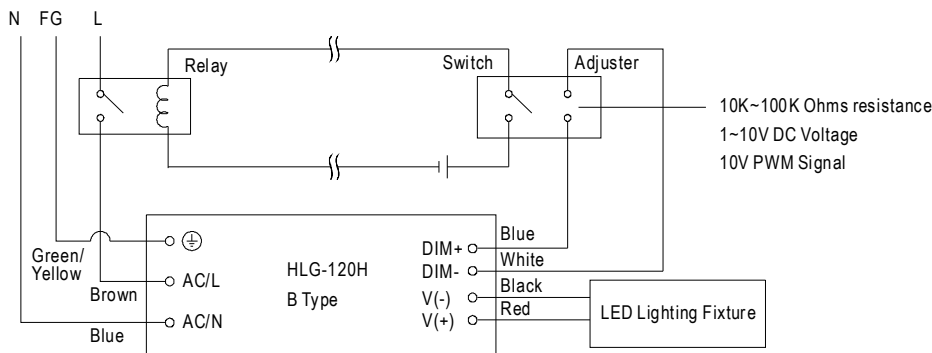 N FG L
Relay
Switch
Adjuster
10K~100K Ohms resistance
1~10V DC Voltage
10V PWM Signal
Green/
Yellow
Brown
Blue
AC/L
AC/N
HLG-120H
B Type
DIM+
DIM-
V(-)
V(+)
Blue
White
Black
Red
LED Lighting Fixture